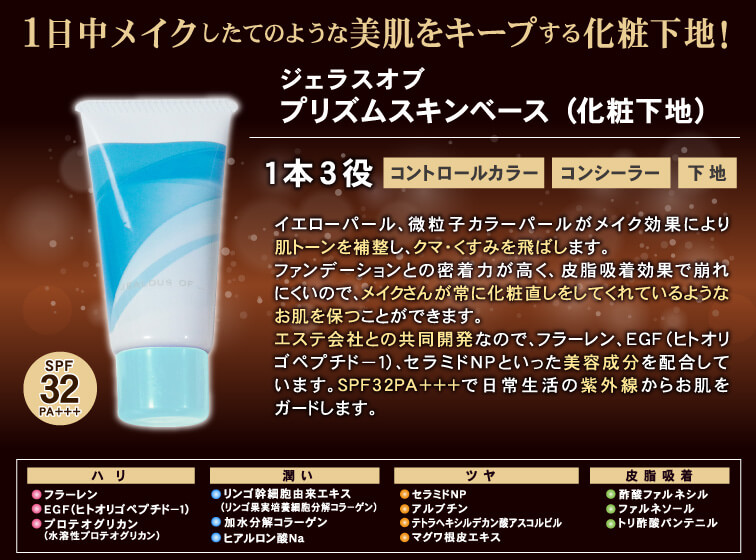 1日中メイクしたてのような美肌をキープする化粧下地!
ジェラスオブ
プリズムスキンベース（化粧下地）
1本3役 コントロールカラー コンシーラー 下地
イエローパール、微粒子カラーパールがメイク効果により
肌トーンを補整し、クマ・くすみを飛ばします。
ファンデーションとの密着力が高く、皮脂吸着効果で崩れ
にくいので、メイクさんが常に化粧直しをしてくれているような
お肌を保つことができます。
エステ会社との共同開発なので、フラーレン、EGF（ヒトオリ
ゴペプチドー1）、セラミドNPといった美容成分を配合して
います。SPF32PA+++で日常生活の紫外線からお肌を
ガードします。
SPF
32
PA+++
ハリ
フラーレン
EGF（ヒトオリゴペプチドー1）
プロテオグリカン
（水溶性プロテオグリカン）
潤い
リンゴ幹細胞由来エキス
（リンゴ果実培養細胞分解コラーゲン）
加水分解コラーゲン
ヒアルロン酸Na
ツヤ
セラミドNP
アルブチン
テトラヘキシルデカン酸アスコルビル
マグワ根皮エキス
皮脂吸着
酢酸ファルネシル
ファルネソール
トリ酢酸パンテニル